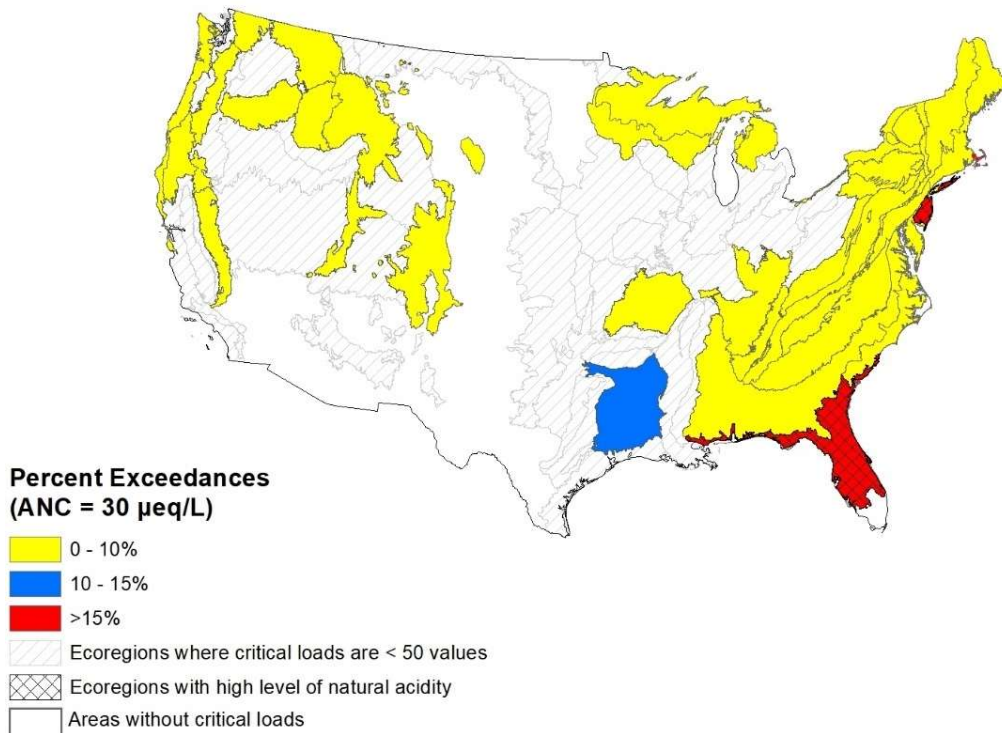 Percent Exceedances
(ANC = 30 μeq/L)
0 - 10%
10 - 15%
>15%
Ecoregions where critical loads are < 50 values
Ecoregions with high level of natural acidity
Areas without critical loads